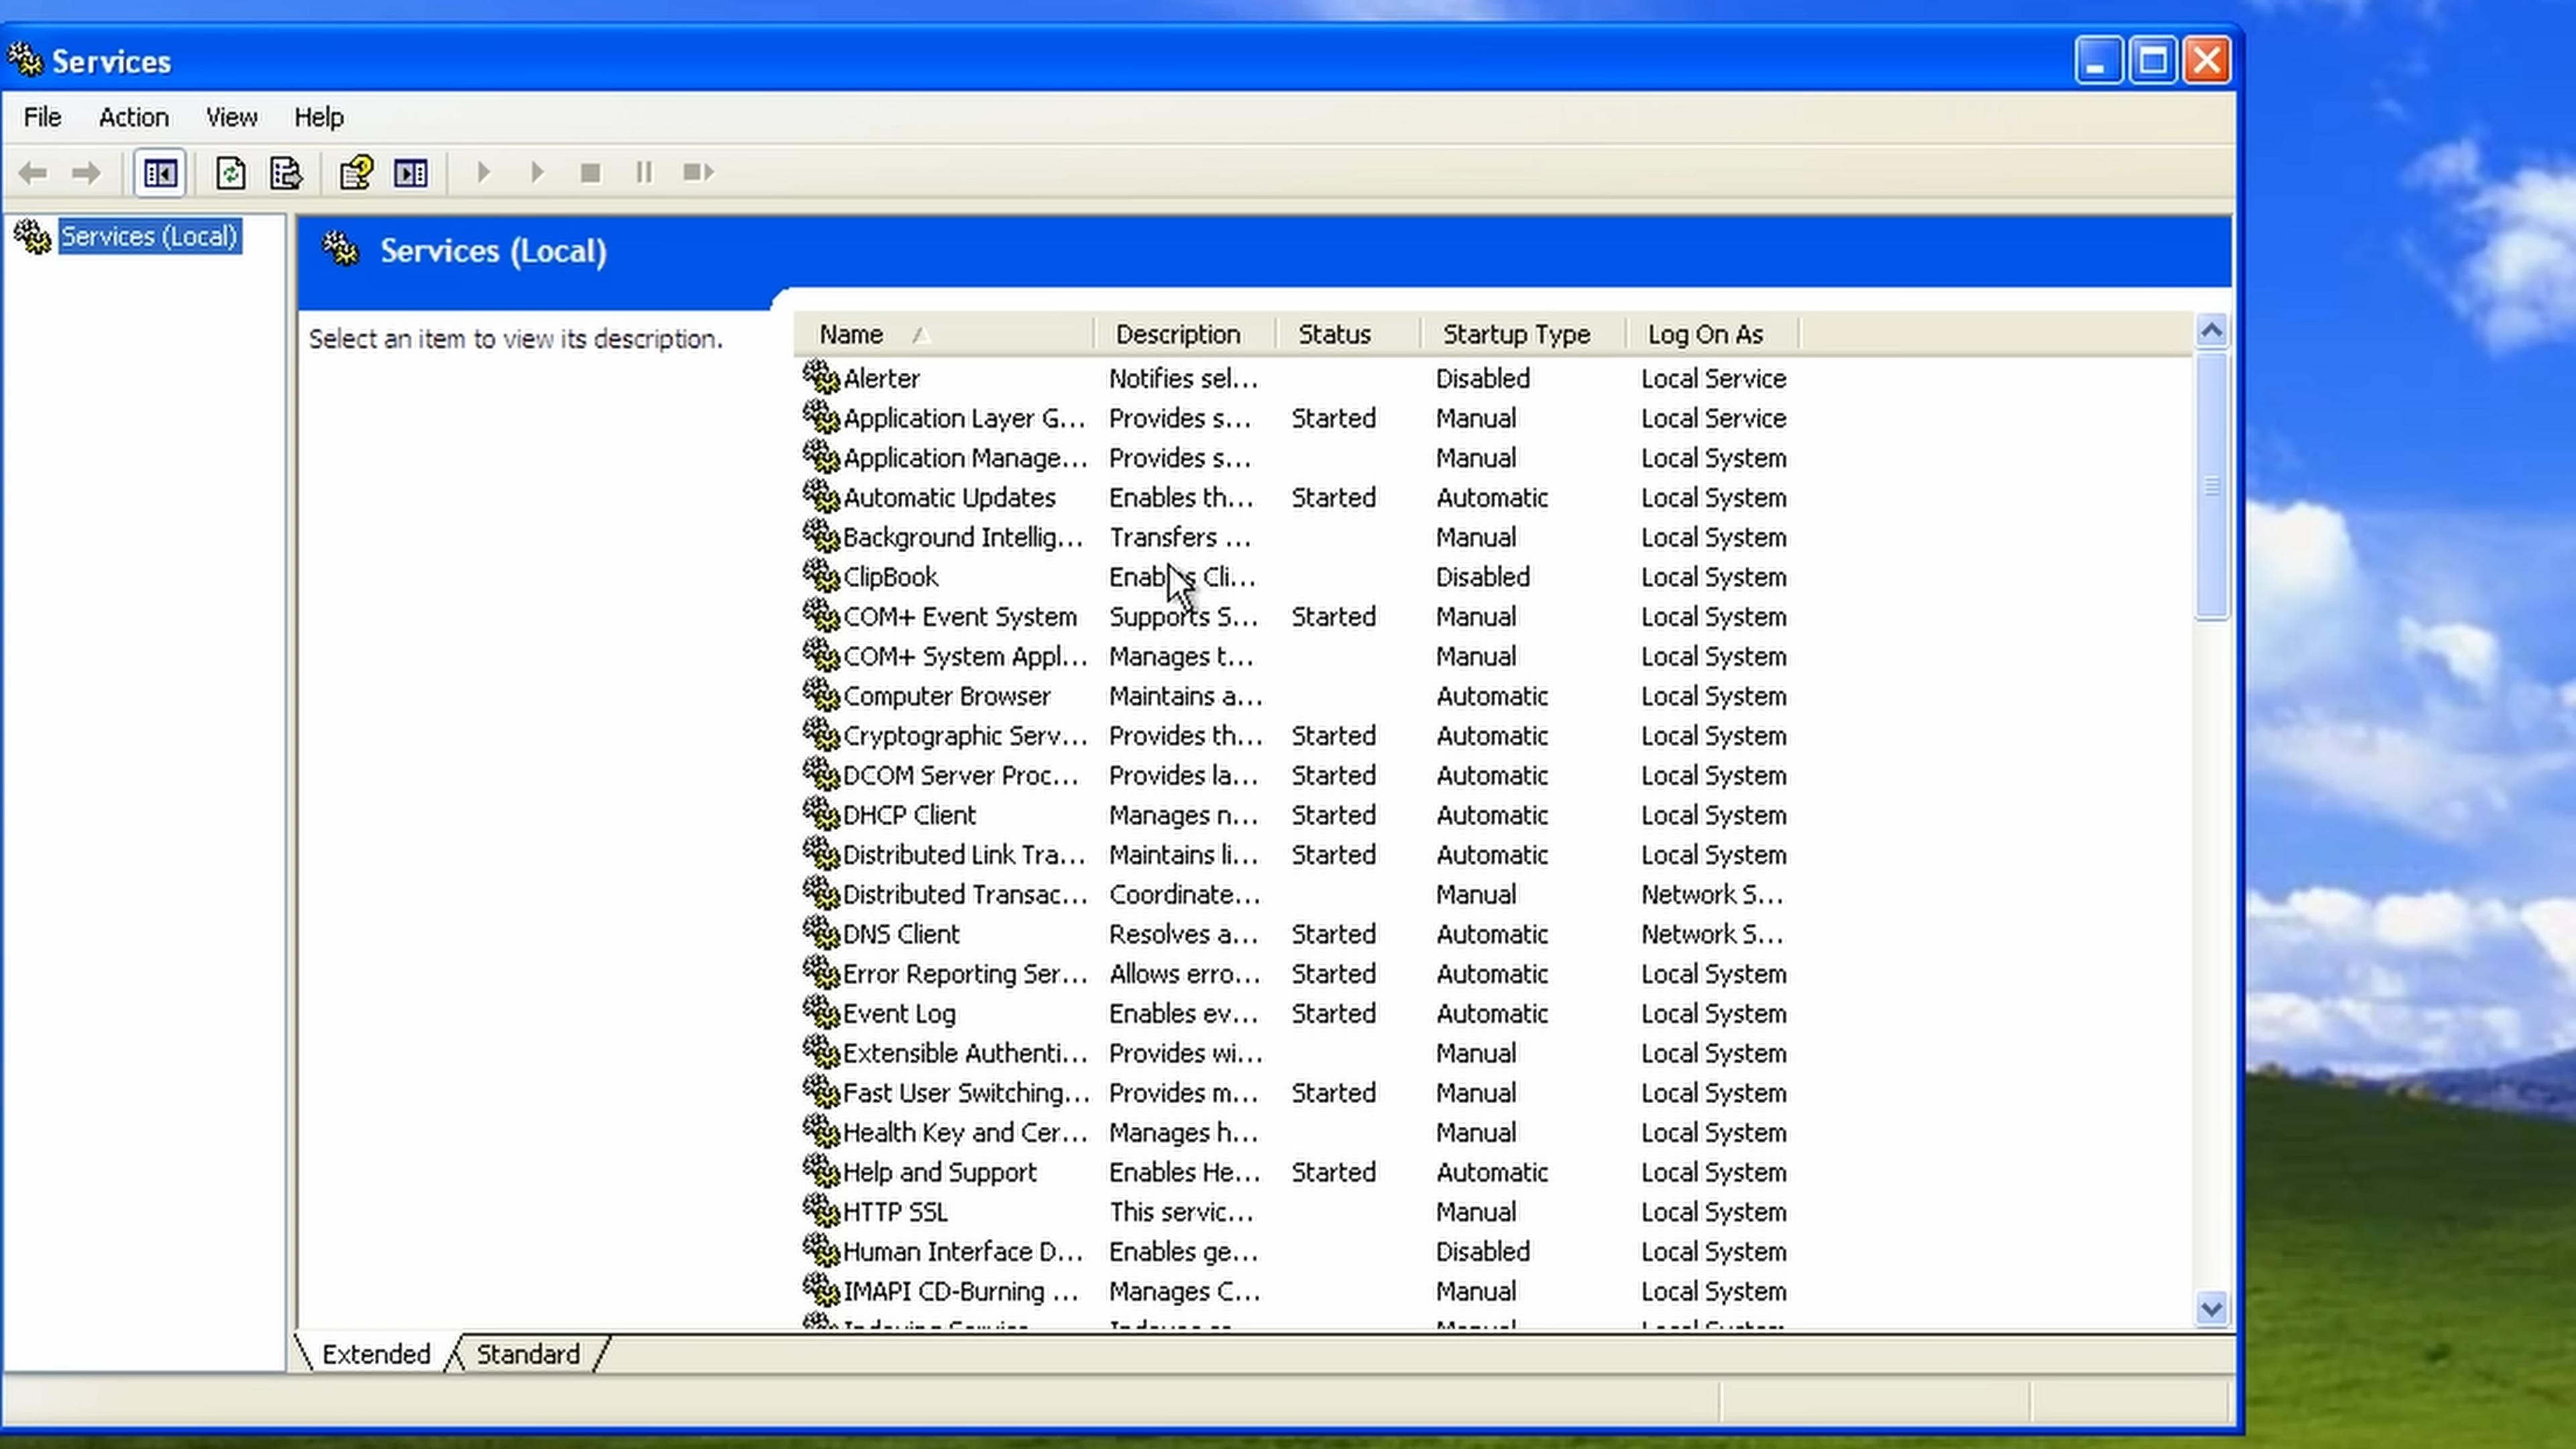 Services
File Action View Help
Services (Local)
Services (Local)
Select an item to view its description.
Name Description Status Startup Type Log On As
Alerter Notifies sel... Disabled Local Service
Application Layer G... Provides s... Started Manual Local Service
Application Manage... Provides s... Manual Local System
Automatic Updates Enables th... Started Automatic Local System
Background Intellig... Transfers ... Manual Local System
ClipBook Enables Cli... Disabled Local System
COM+ Event System Supports S... Started Manual Local System
COM+ System Appl... Manages t... Manual Local System
Computer Browser Maintains a... Automatic Local System
Cryptographic Serv... Provides th... Started Automatic Local System
DCOM Server Proc... Provides la... Started Automatic Local System
DHCP Client Manages n... Started Automatic Local System
Distributed Link Tra... Maintains li... Started Automatic Local System
Distributed Transac... Coordinate... Manual Network S...
DNS Client Resolves a... Started Automatic Network S...
Error Reporting Ser... Allows erro... Started Automatic Local System
Event Log Enables ev... Started Automatic Local System
Extensible Authenti... Provides wi... Manual Local System
Fast User Switching... Provides m... Started Manual Local System
Health Key and Cer... Manages h... Manual Local System
Help and Support Enables He... Started Automatic Local System
HTTP SSL This servic... Manual Local System
Human Interface D... Enables ge... Disabled Local System
IMAPI CD-Burning ... Manages C... Manual Local System
Extended Standard